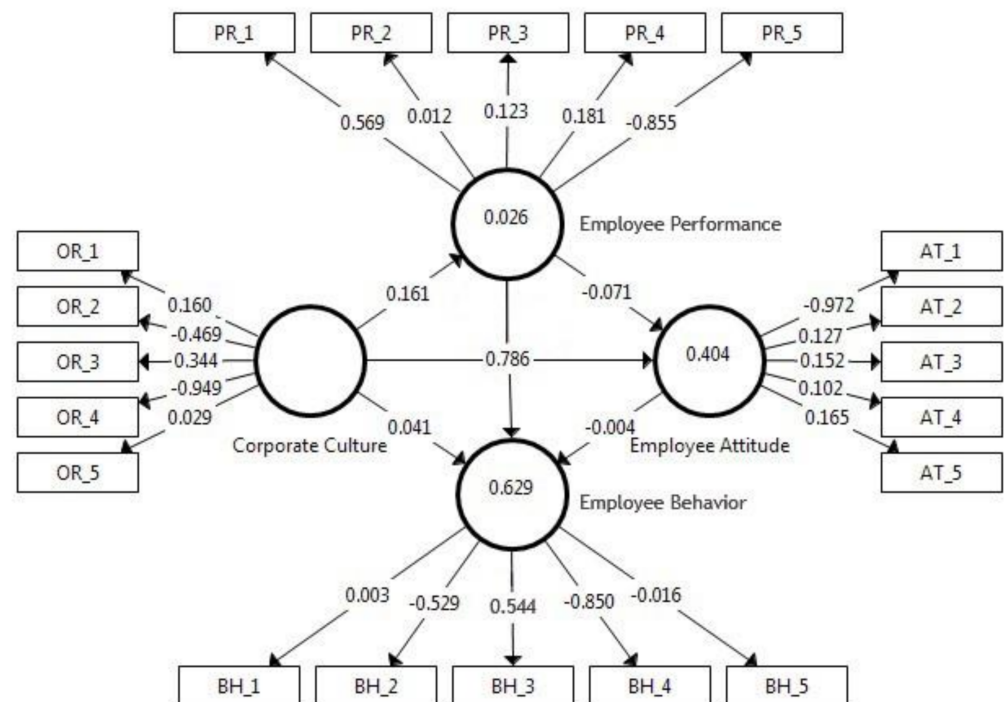 PR_1 PR_2 PR_3 PR_4 PR_5
0.569 0.012 0.123 0.181 -0.855
0.026
Employee Performance
OR_1
OR_2
OR_3
OR_4
OR_5
0.160
-0.469
0.344
-0.949
0.029
0.161
-0.071
0.786
0.041
-0.004
Corporate Culture
0.404
Employee Attitude
-0.972
0.127
0.152
0.102
0.165
AT_1
AT_2
AT_3
AT_4
AT_5
0.629
Employee Behavior
0.003 -0.529 0.544 -0.850 -0.016
BH_1 BH_2 BH_3 BH_4 BH_5